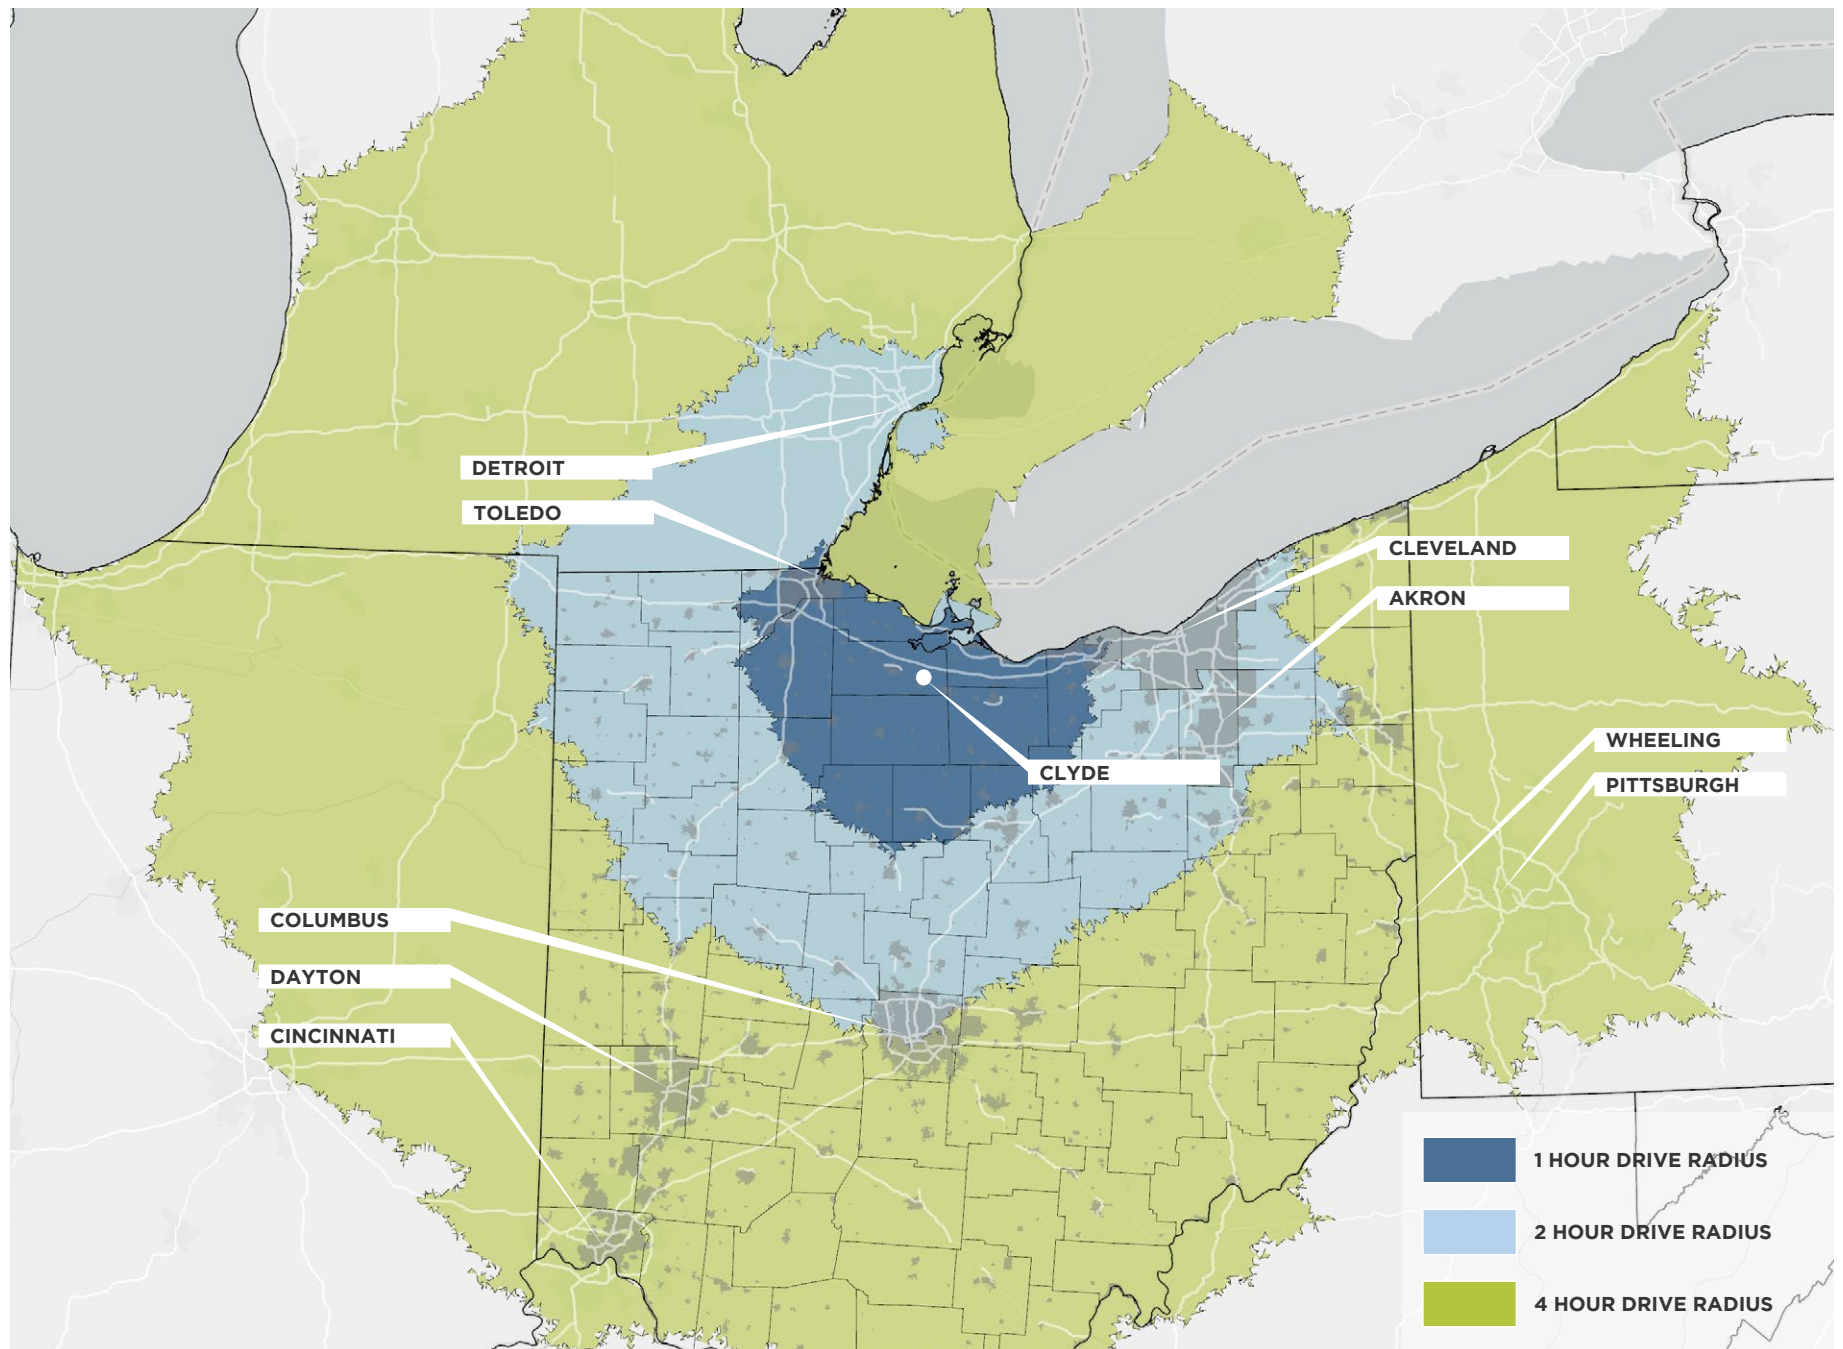 DETROIT
TOLEDO
CLEVELAND
AKRON
WHEELING
CLYDE
PITTSBURGH
COLUMBUS
DAYTON
CINCINNATI
1 HOUR DRIVE RADIUS
2 HOUR DRIVE RADIUS
4 HOUR DRIVE RADIUS